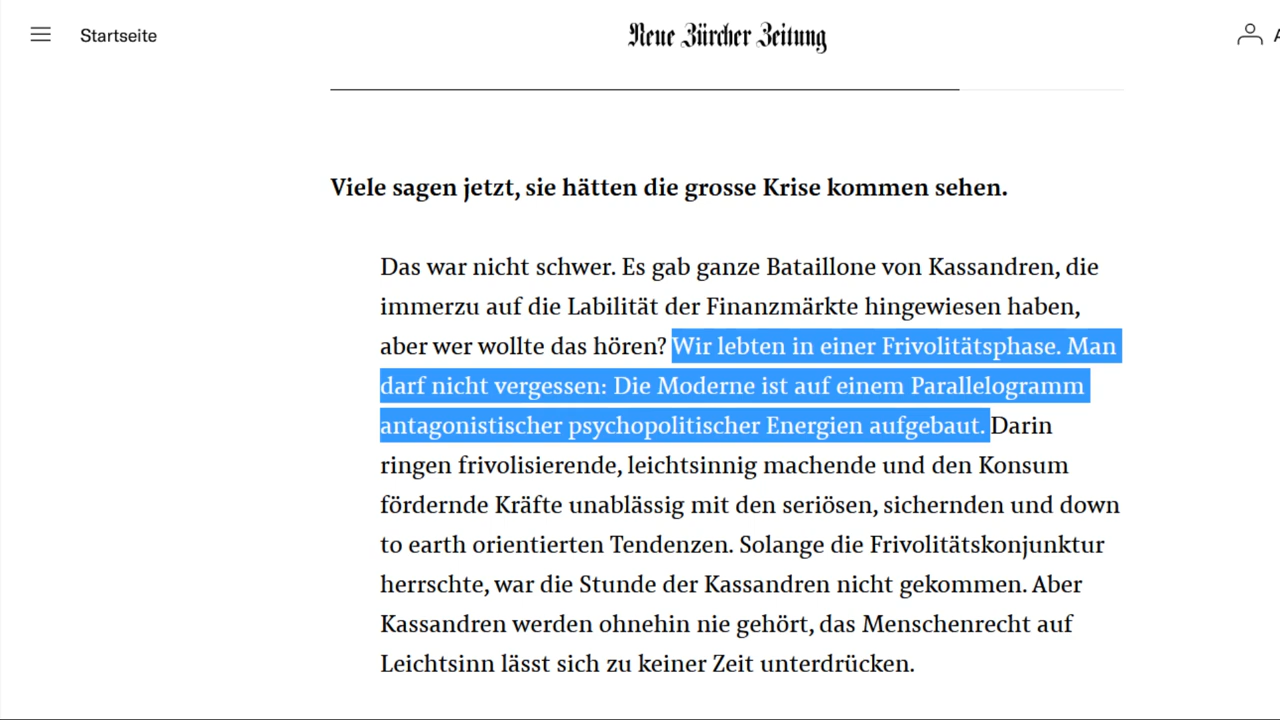 Startseite
Neue Zürcher Zeitung
A
Viele sagen jetzt, sie hätten die grosse Krise kommen sehen.
Das war nicht schwer. Es gab ganze Bataillone von Kassandren, die
immerzu auf die Labilität der Finanzmärkte hingewiesen haben,
aber wer wollte das hören? Wir lebten in einer Frivolitätsphase. Man
darf nicht vergessen: Die Moderne ist auf einem Parallelogramm
antagonistischer psychopolitischer Energien aufgebaut. Darin
ringen frivolisierende, leichtsinnig machende und den Konsum
fördernde Kräfte unablässig mit den seriösen, sichernden und down
to earth orientierten Tendenzen. Solange die Frivolitätskonjunktur
herrschte, war die Stunde der Kassandren nicht gekommen. Aber
Kassandren werden ohnehin nie gehört, das Menschenrecht auf
Leichtsinn lässt sich zu keiner Zeit unterdrücken.